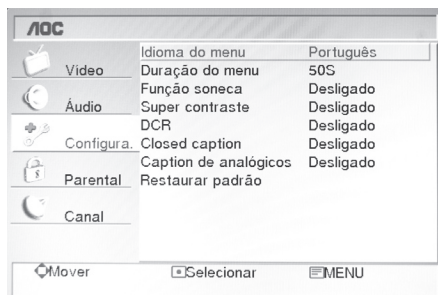 AOC
Vídeo
Áudio
Configura.
Parental
Canal
Idioma do menu Português
Duração do menu 50S
Função soneca Desligado
Super contraste Desligado
DCR Desligado
Closed caption Desligado
Caption de analógicos Desligado
Restaurar padrão
Mover Selecionar MENU